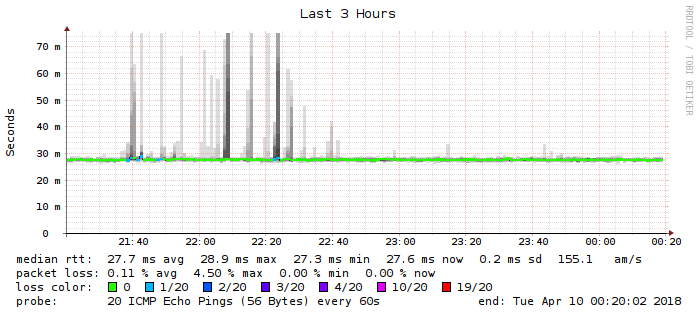 Last 3 Hours
RRDTOOL / TOBI OETIKER
Seconds
70 m
60 m
50 m
40 m
30 m
20 m
10 m
0
21:40 22:00 22:20 22:40 23:00 23:20 23:40 00:00 00:20
median rtt: 27.7 ms avg 28.9 ms max 27.3 ms min 27.6 ms now 0.2 ms sd 155.1 am/s
packet loss: 0.11 % avg 4.50 % max 0.00 % min 0.00 % now
loss color: 0 1/20 2/20 3/20 4/20 10/20 19/20
probe: 20 ICMP Echo Pings (56 Bytes) every 60s end: Tue Apr 10 00:20:02 2018